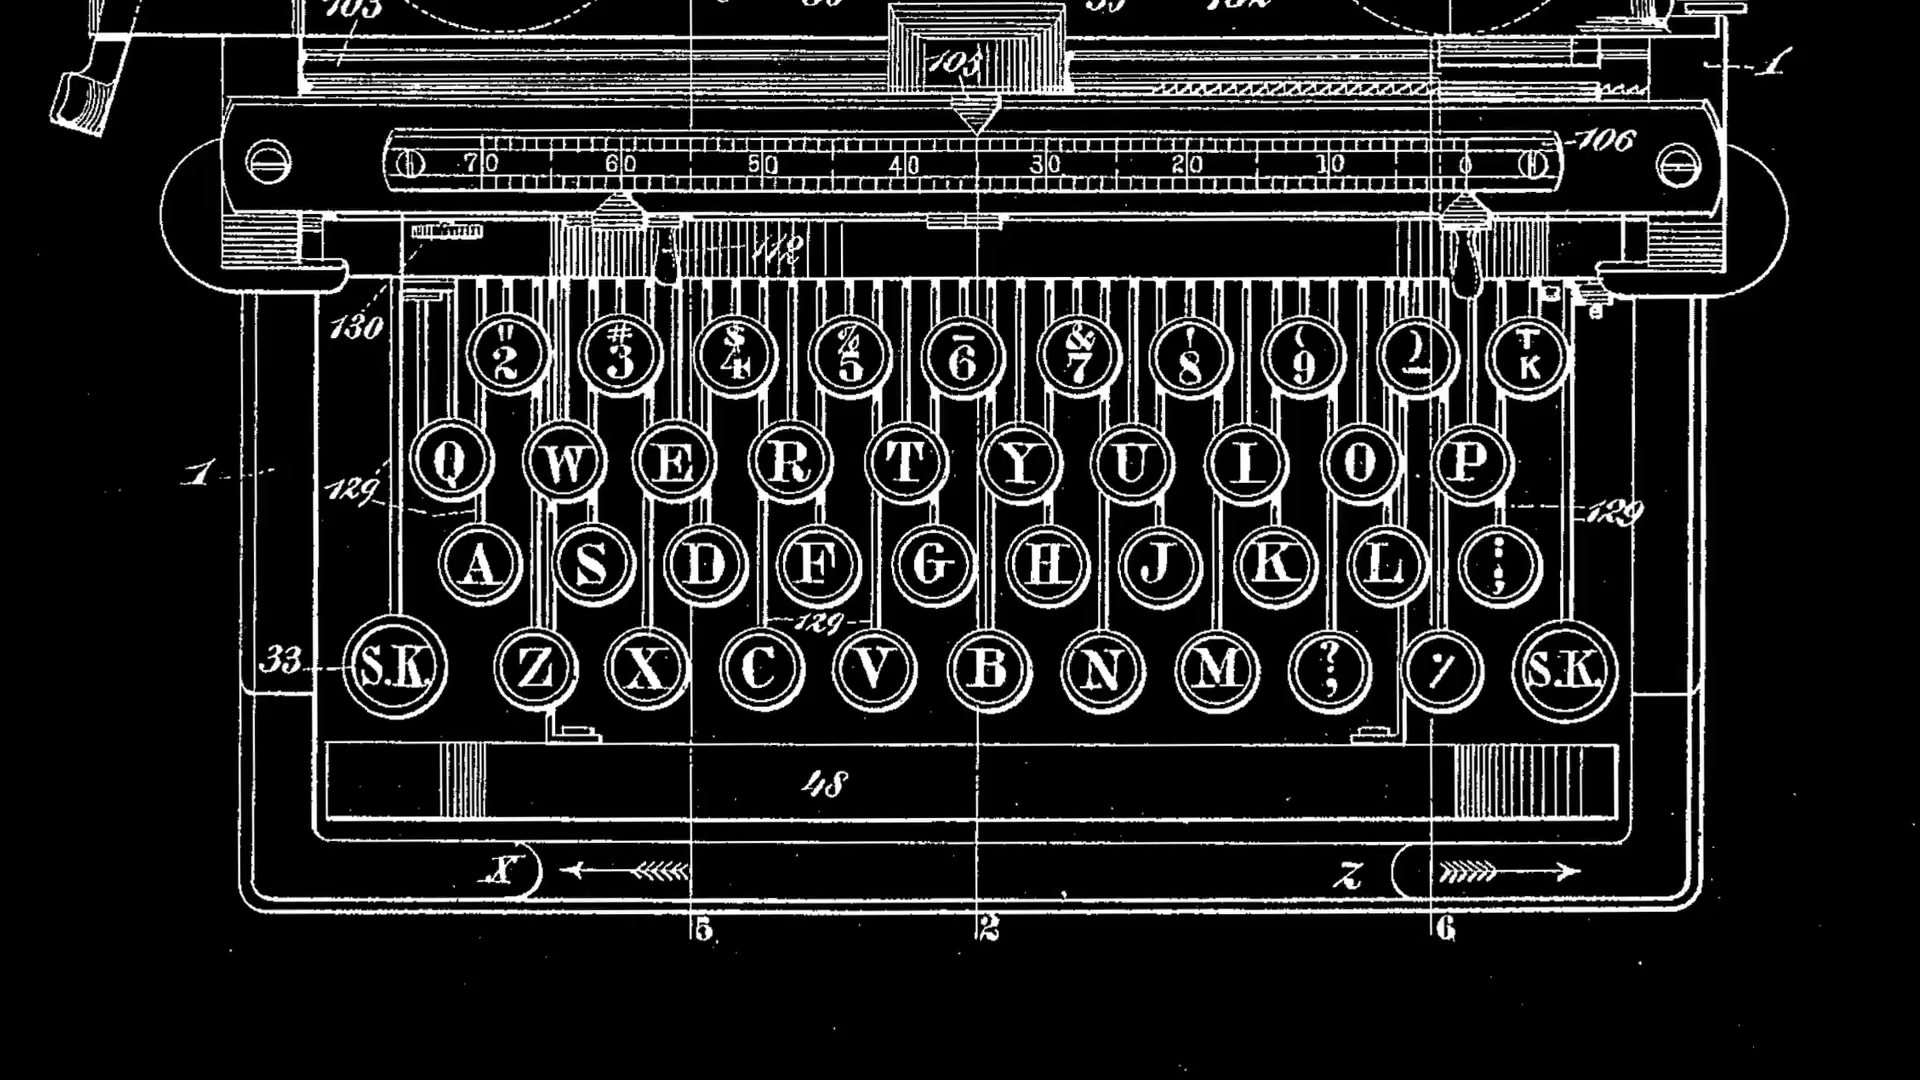 103
103
1
106
70 60 50 40 30 20 10 0
112
130
" 2 # 3 $ 4 % 5 – 6 & 7 ' 8 ( 9 ) T K
Q W E R T Y U I O P
1
129
129
A S D F G H J K L : ;
129
33
S.K. Z X C V B N M ? , / S.K.
48
X Z
5 2 6